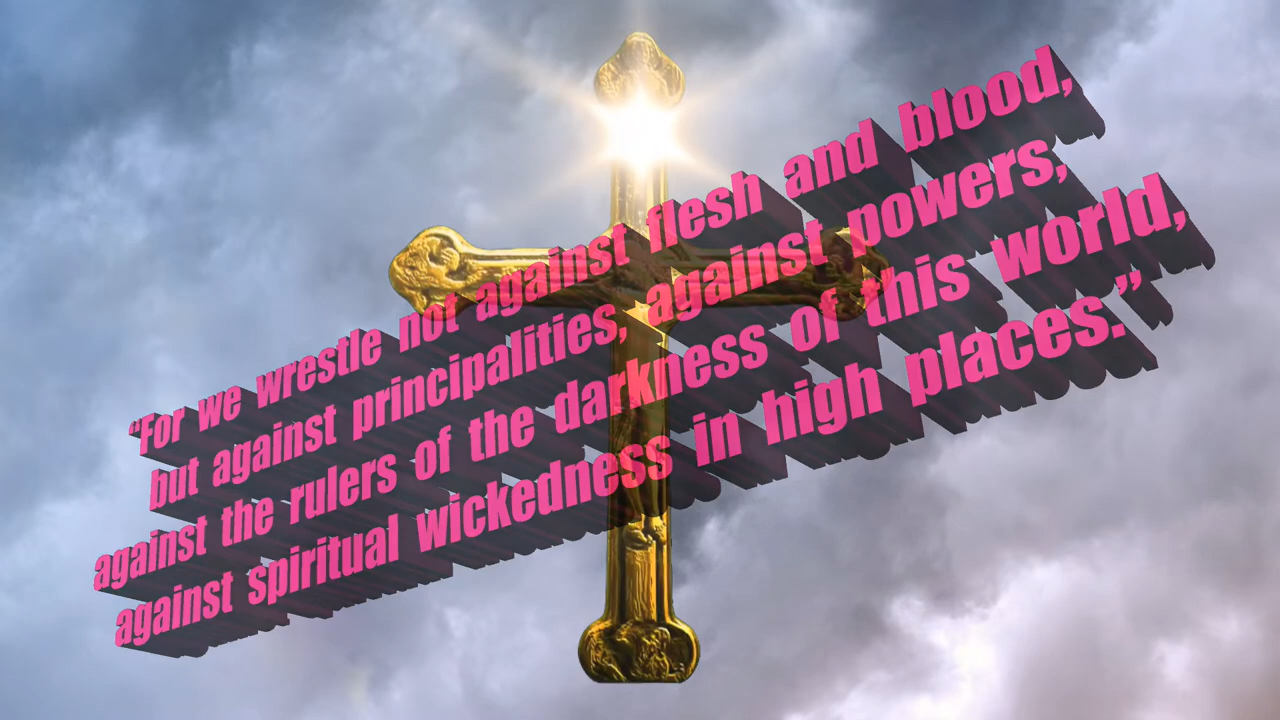 “For we wrestle not against flesh and blood,
but against principalities, against powers,
against the rulers of the darkness of this world,
against spiritual wickedness in high places.”